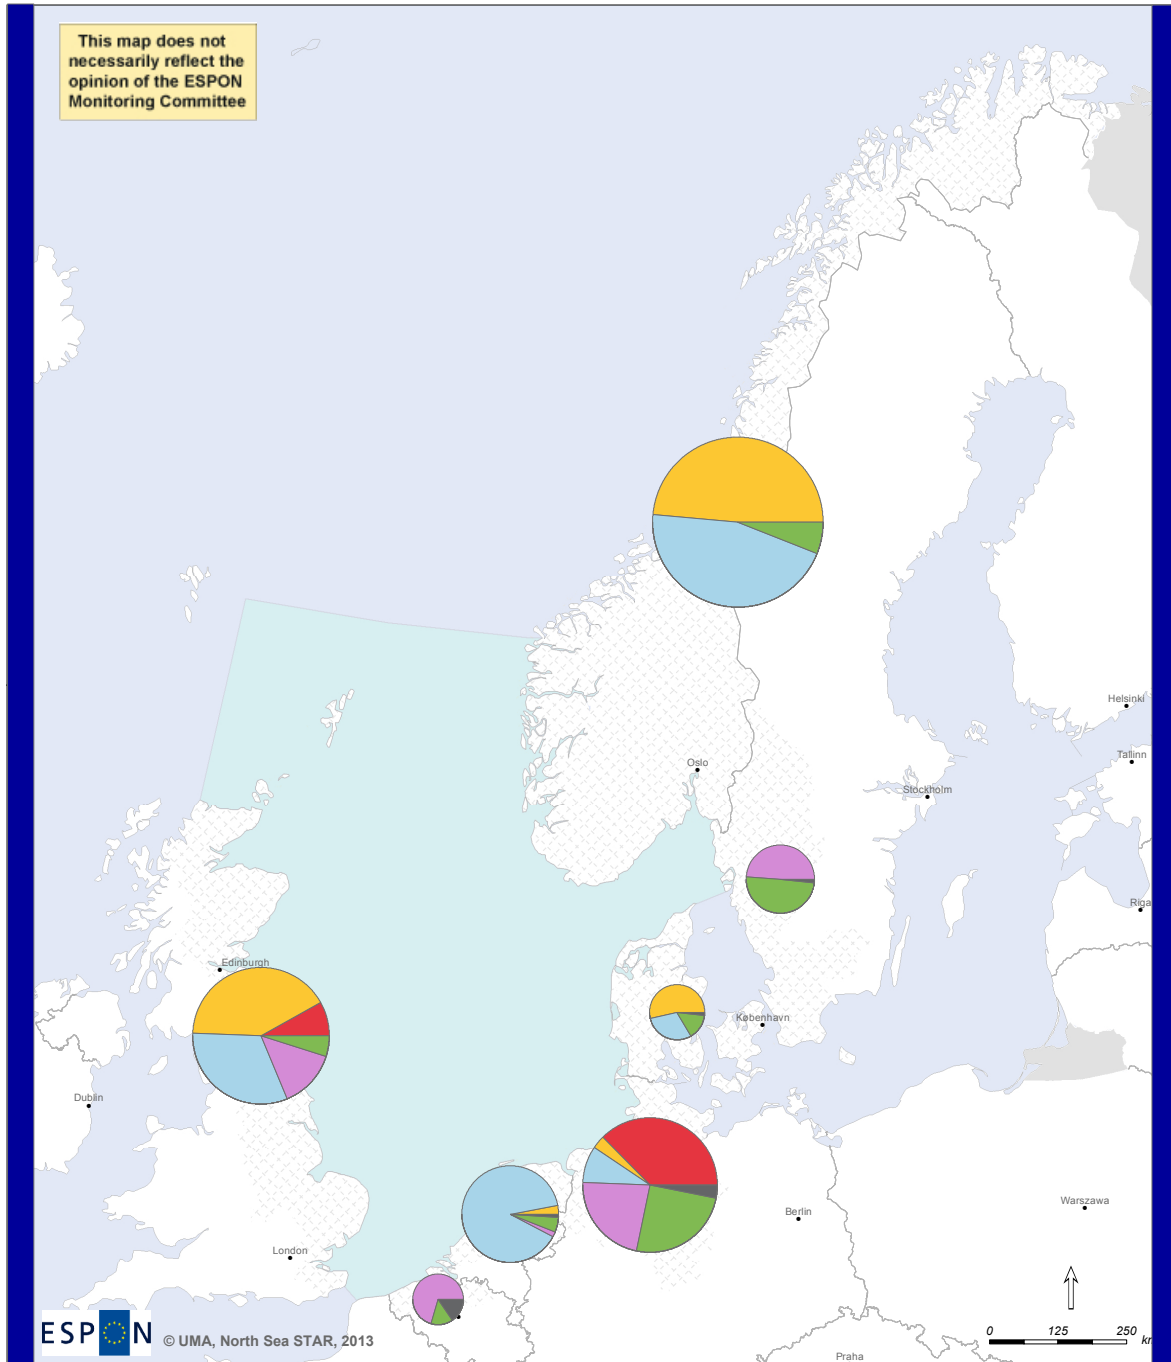 This map does not
necessarily reflect the
opinion of the ESPON
Monitoring Committee
Helsinki
Tallinn
Oslo
Stockholm
Riga
Edinburgh
København
Dublin
Warszawa
Berlin
London
ESPON
© UMA, North Sea STAR, 2013
0 125 250
km
Praha